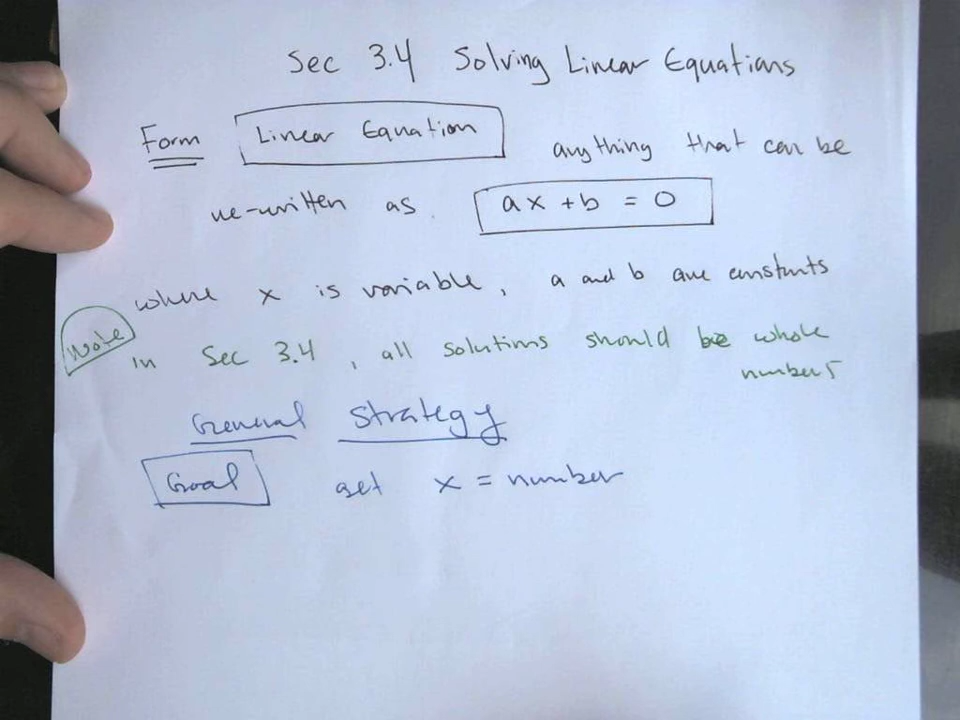 Sec 3.4 Solving Linear Equations
Form Linear Equation anything that can be
re-written as ax + b = 0
where x is variable, a and b are constants
Note in Sec 3.4, all solutions should be whole
numbers
General Strategy
Goal get x = number